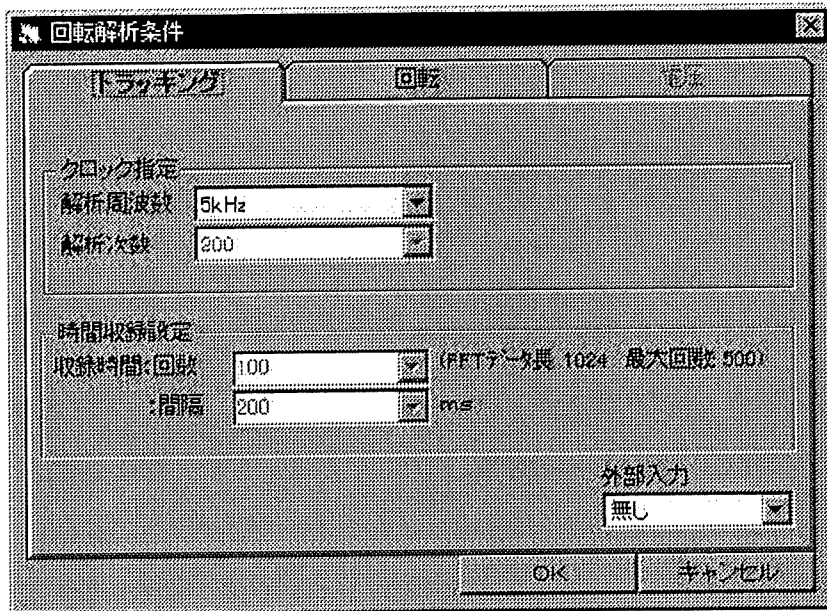 回転解析条件
トラッキング 回転 電圧
クロック指定
解析周波数 5kHz
解析次数 200
時間収録設定
収録時間:回数 100 (FFTデータ長 1024 最大回数 500)
:間隔 200 ms
外部入力
無し
OK キャンセル